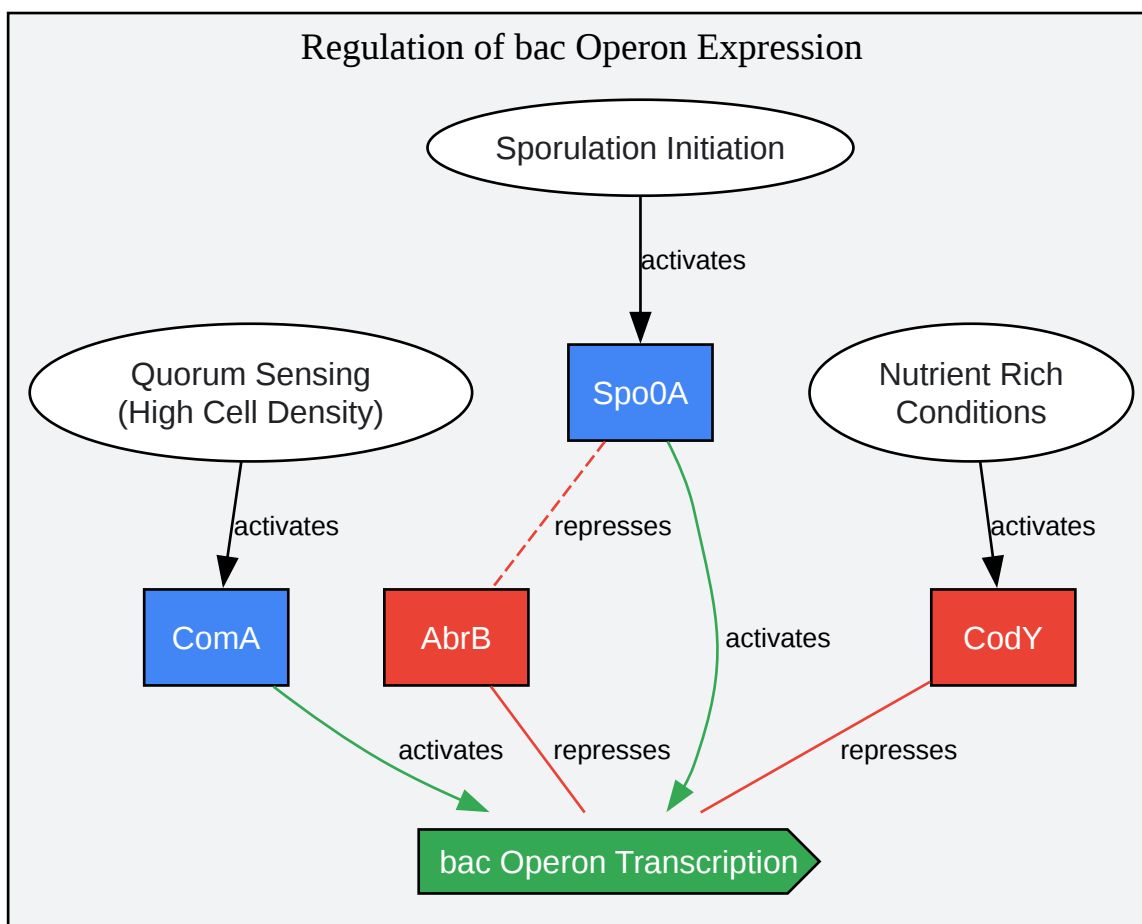 Regulation of bac Operon Expression
Sporulation Initiation
activates
Quorum Sensing
(High Cell Density)
Spo0A
Nutrient Rich
Conditions
activates
represses
activates
ComA
AbrB
activates
CodY
activates
represses
represses
bac Operon Transcription